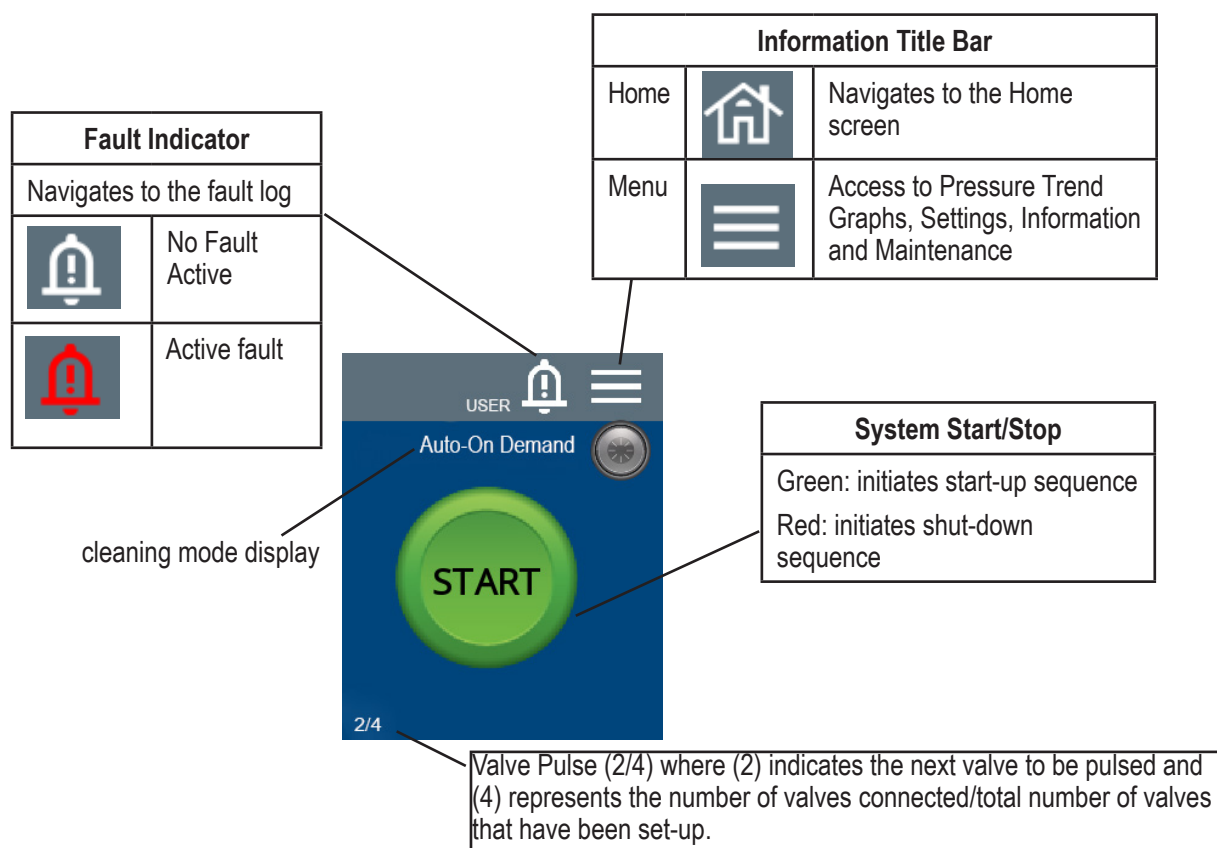 Information Title Bar
Home
Navigates to the Home
screen
Menu
Access to Pressure Trend
Graphs, Settings, Information
and Maintenance
Fault Indicator
Navigates to the fault log
No Fault
Active
Active fault
USER
Auto-On Demand
START
2/4
cleaning mode display
System Start/Stop
Green: initiates start-up sequence
Red: initiates shut-down
sequence
Valve Pulse (2/4) where (2) indicates the next valve to be pulsed and
(4) represents the number of valves connected/total number of valves
that have been set-up.